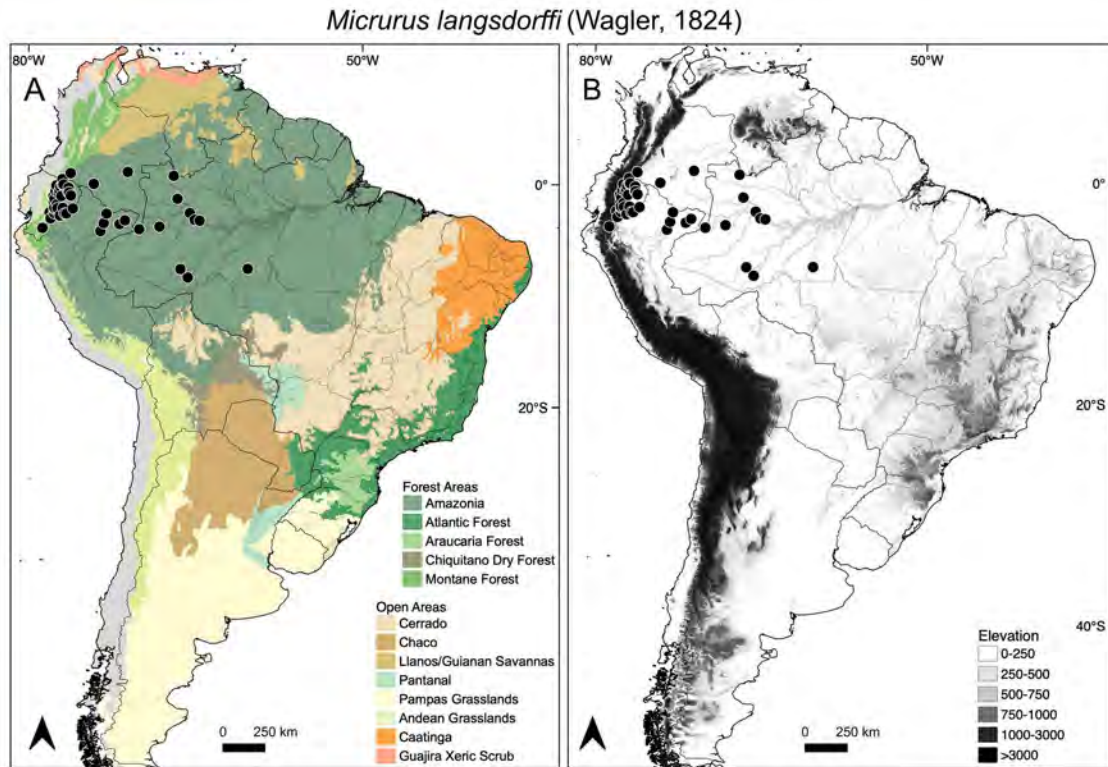 Micrurus langsdorffi (Wagler, 1824)
80°W
50°W
A
0°
20°S
Forest Areas
Amazonia
Atlantic Forest
Araucaria Forest
Chiquitano Dry Forest
Montane Forest
Open Areas
Cerrado
Chaco
Llanos/Guianan Savannas
Pantanal
Pampas Grasslands
Andean Grasslands
Caatinga
Guajira Xeric Scrub
0 250 km
80°W
50°W
B
0°
20°S
40°S
Elevation
0-250
250-500
500-750
750-1000
1000-3000
>3000
0 250 km